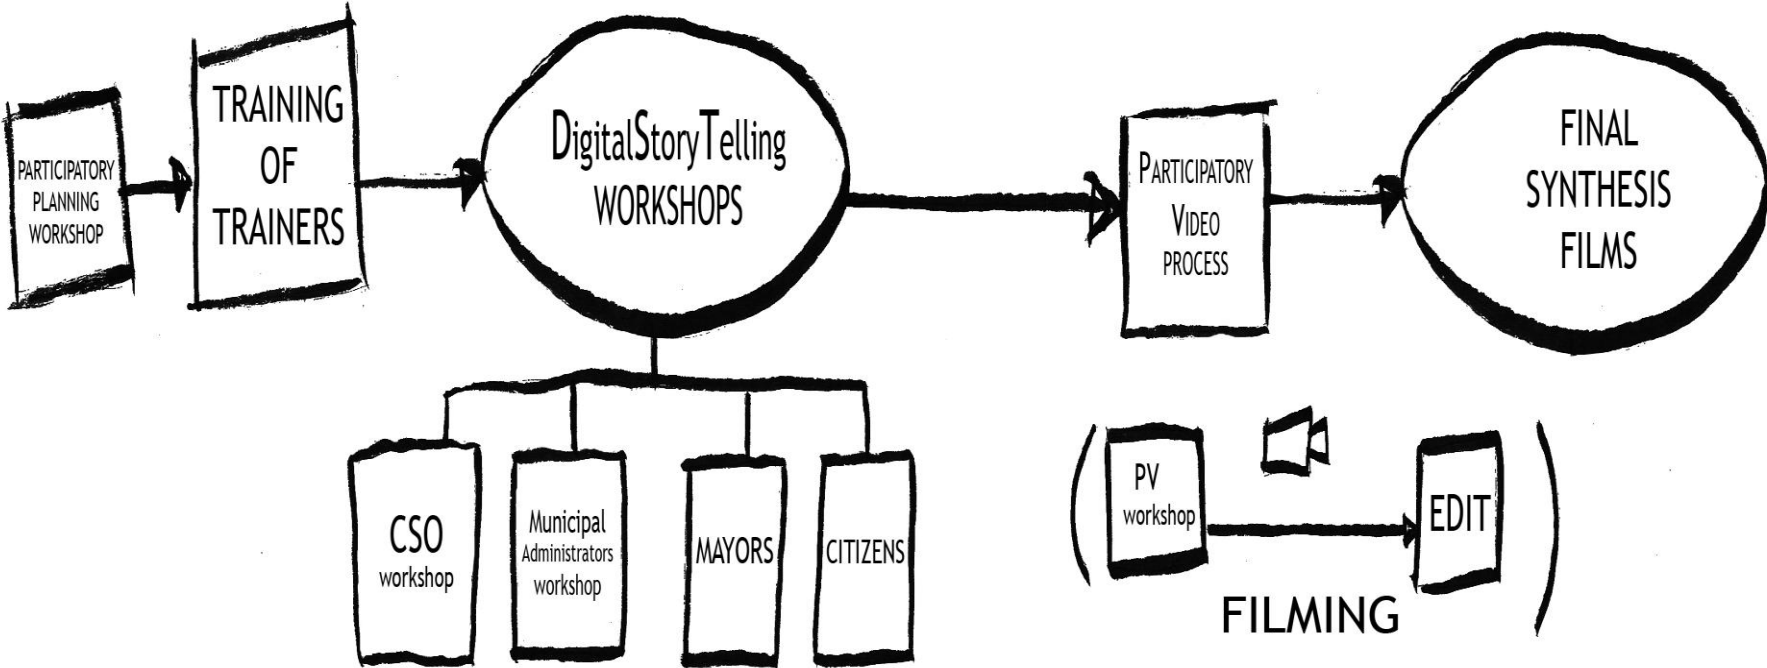 PARTICIPATORY
PLANNING
WORKSHOP
TRAINING
OF
TRAINERS
DigitalStoryTelling
WORKSHOPS
PARTICIPATORY
VIDEO
PROCESS
FINAL
SYNTHESIS
FILMS
CSO
workshop
Municipal
Administrators
workshop
MAYORS
CITIZENS
PV
workshop
EDIT
FILMING